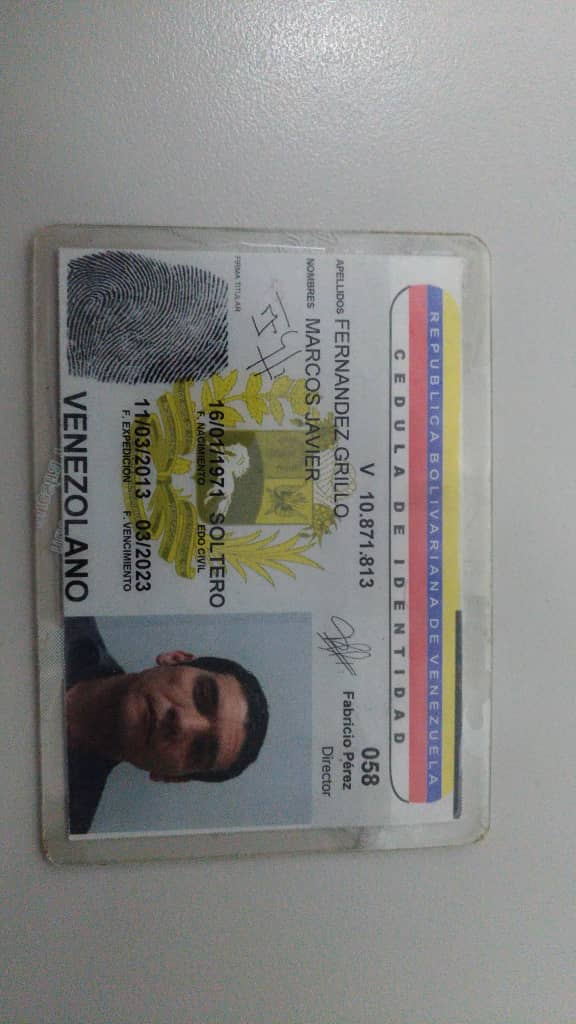 REPUBLICA BOLIVARIANA DE VENEZUELA
CEDULA DE IDENTIDAD
V 10.871.813
058
APELLIDOS FERNANDEZ GRILLO
Fabricio Pérez
Director
NOMBRES MARCOS JAVIER
FIRMA TITULAR
16/01/1971 SOLTERO
F. NACIMIENTO EDO CIVIL
11/03/2013 03/2023
F. EXPEDICION F. VENCIMIENTO
VENEZOLANO